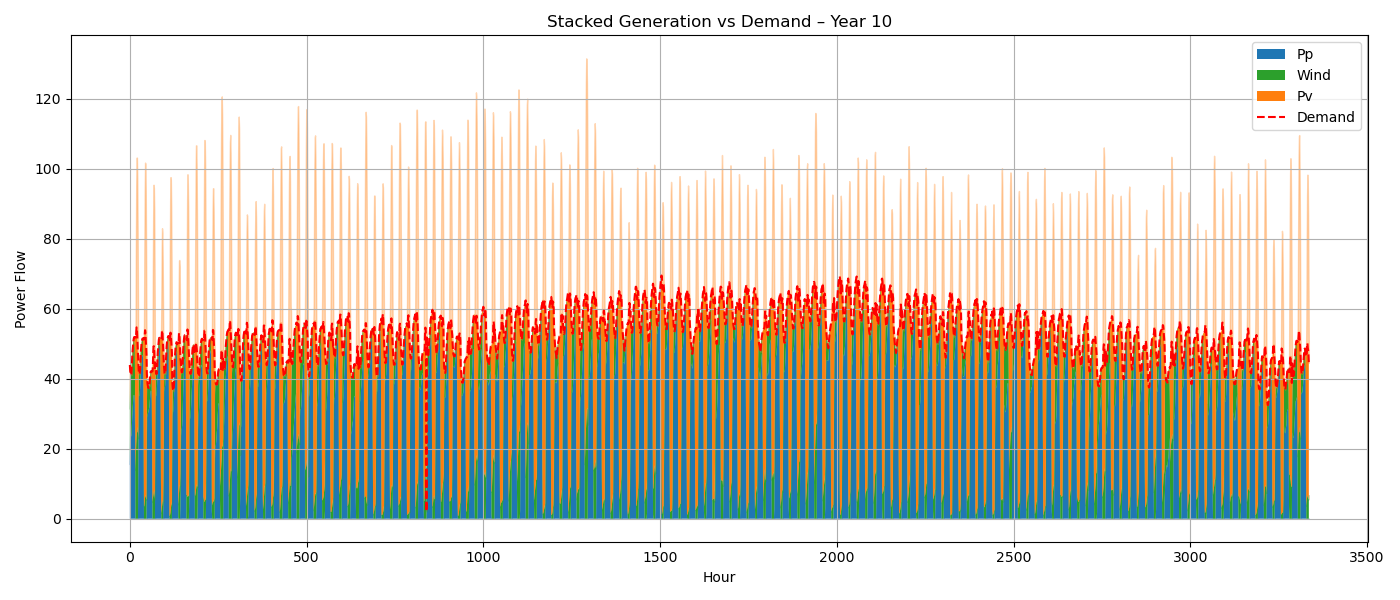 Stacked Generation vs Demand – Year 10
Pp
Wind
Pv
Demand
120
100
80
60
40
20
0
Power Flow
0 500 1000 1500 2000 2500 3000 3500
Hour